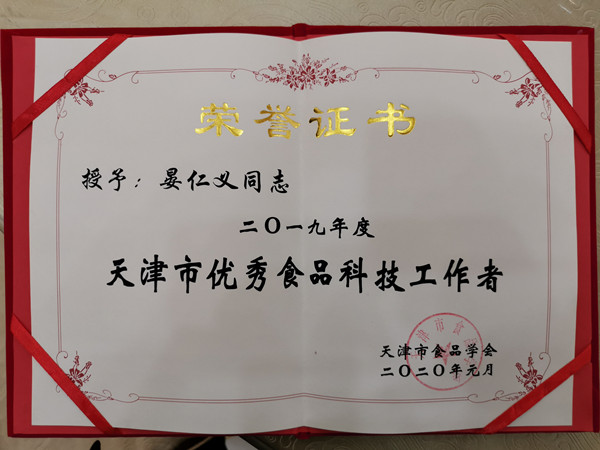 荣誉证书
授予：晏仁义同志
二〇一九年度
天津市优秀食品科技工作者
天津市食品学会
二〇二〇年元月